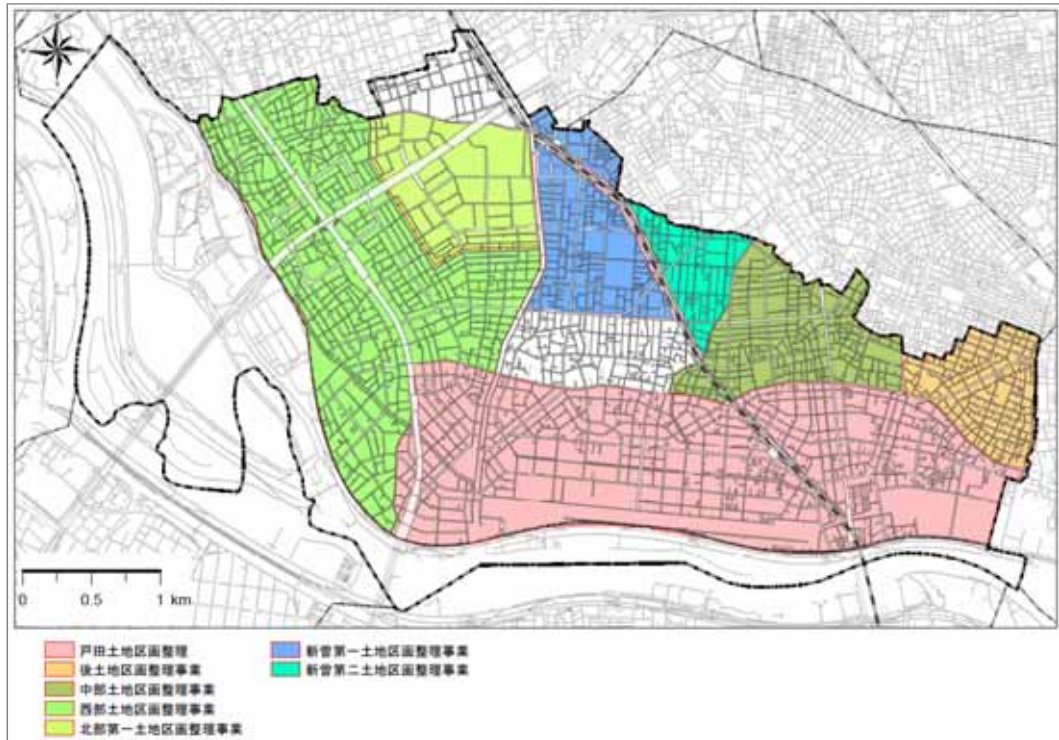 0 0.5 1 km
戸田土地区画整理
後土地区画整理事業
中部土地区画整理事業
西部土地区画整理事業
北部第一土地区画整理事業
新曽第一土地区画整理事業
新曽第二土地区画整理事業